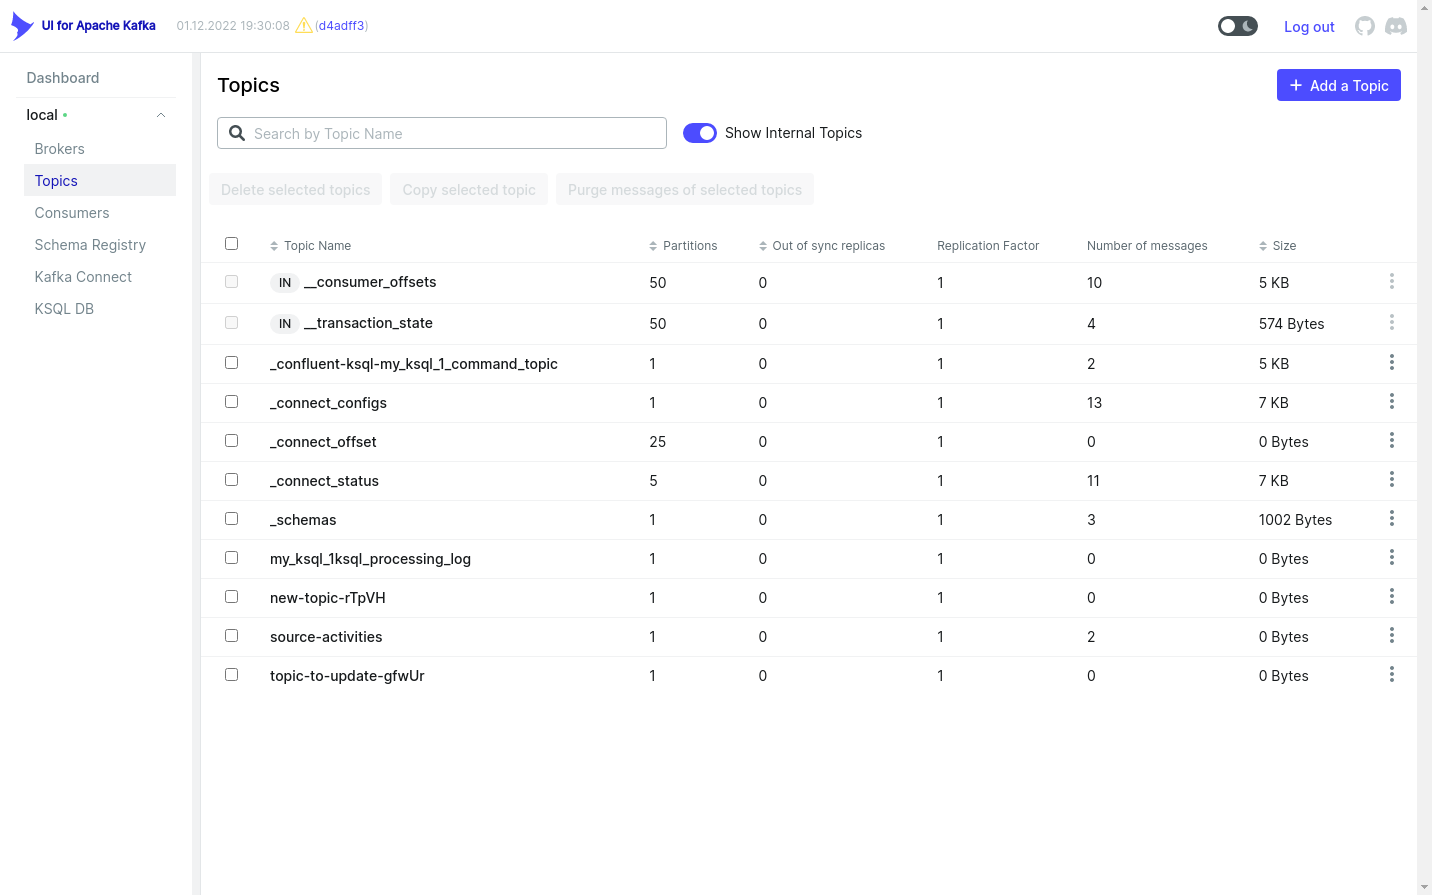 UI for Apache Kafka 01.12.2022 19:30:08 (d4adff3) Log out
Dashboard
local
Brokers
Topics
Consumers
Schema Registry
Kafka Connect
KSQL DB
Topics
Add a Topic
Search by Topic Name
Show Internal Topics
Delete selected topics Copy selected topic Purge messages of selected topics
Topic Name Partitions Out of sync replicas Replication Factor Number of messages Size
IN __consumer_offsets 50 0 1 10 5 KB
IN __transaction_state 50 0 1 4 574 Bytes
_confluent-ksql-my_ksql_1_command_topic 1 0 1 2 5 KB
_connect_configs 1 0 1 13 7 KB
_connect_offset 25 0 1 0 0 Bytes
_connect_status 5 0 1 11 7 KB
_schemas 1 0 1 3 1002 Bytes
my_ksql_1ksql_processing_log 1 0 1 0 0 Bytes
new-topic-rTpVH 1 0 1 0 0 Bytes
source-activities 1 0 1 2 0 Bytes
topic-to-update-gfwUr 1 0 1 0 0 Bytes